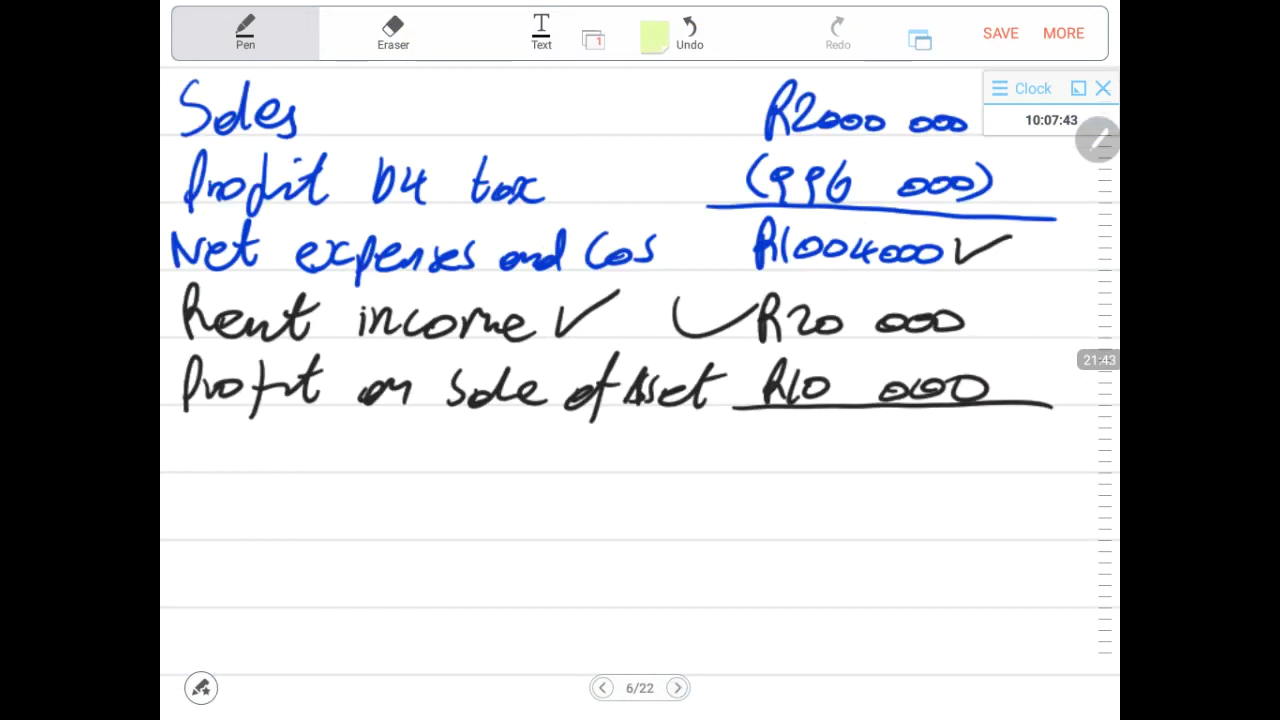 Pen Eraser Text 1 Undo Redo SAVE MORE
Clock
10:07:43
Sales R2000 000
Profit b4 tax (996 000)
Net expenses and Cos R1004000 ✓
Rent income ✓ R20 000
21:43
Profit on Sale of Asset R10 000
6/22